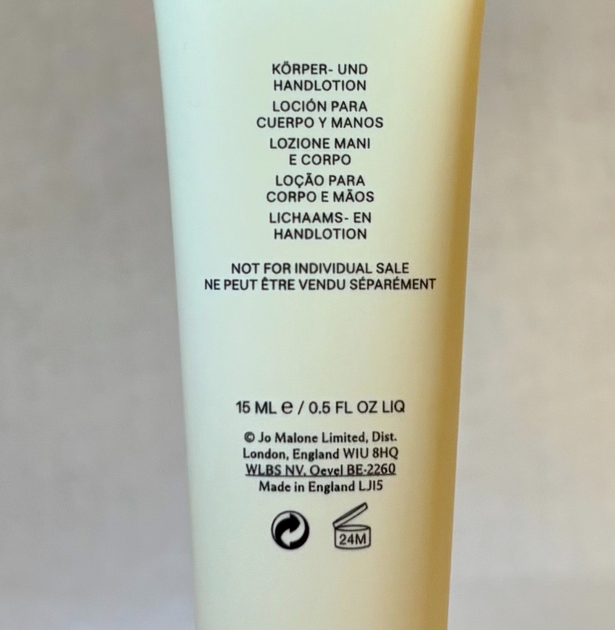 KÖRPER- UND
HANDLOTION
LOCIÓN PARA
CUERPO Y MANOS
LOZIONE MANI
E CORPO
LOÇÃO PARA
CORPO E MÃOS
LICHAAMS- EN
HANDLOTION
NOT FOR INDIVIDUAL SALE
NE PEUT ÊTRE VENDU SÉPARÉMENT
15 ML e / 0.5 FL OZ LIQ
© Jo Malone Limited, Dist.
London, England W1U 8HQ
WLBS NV. Oevel BE-2260
Made in England LJ15
24M